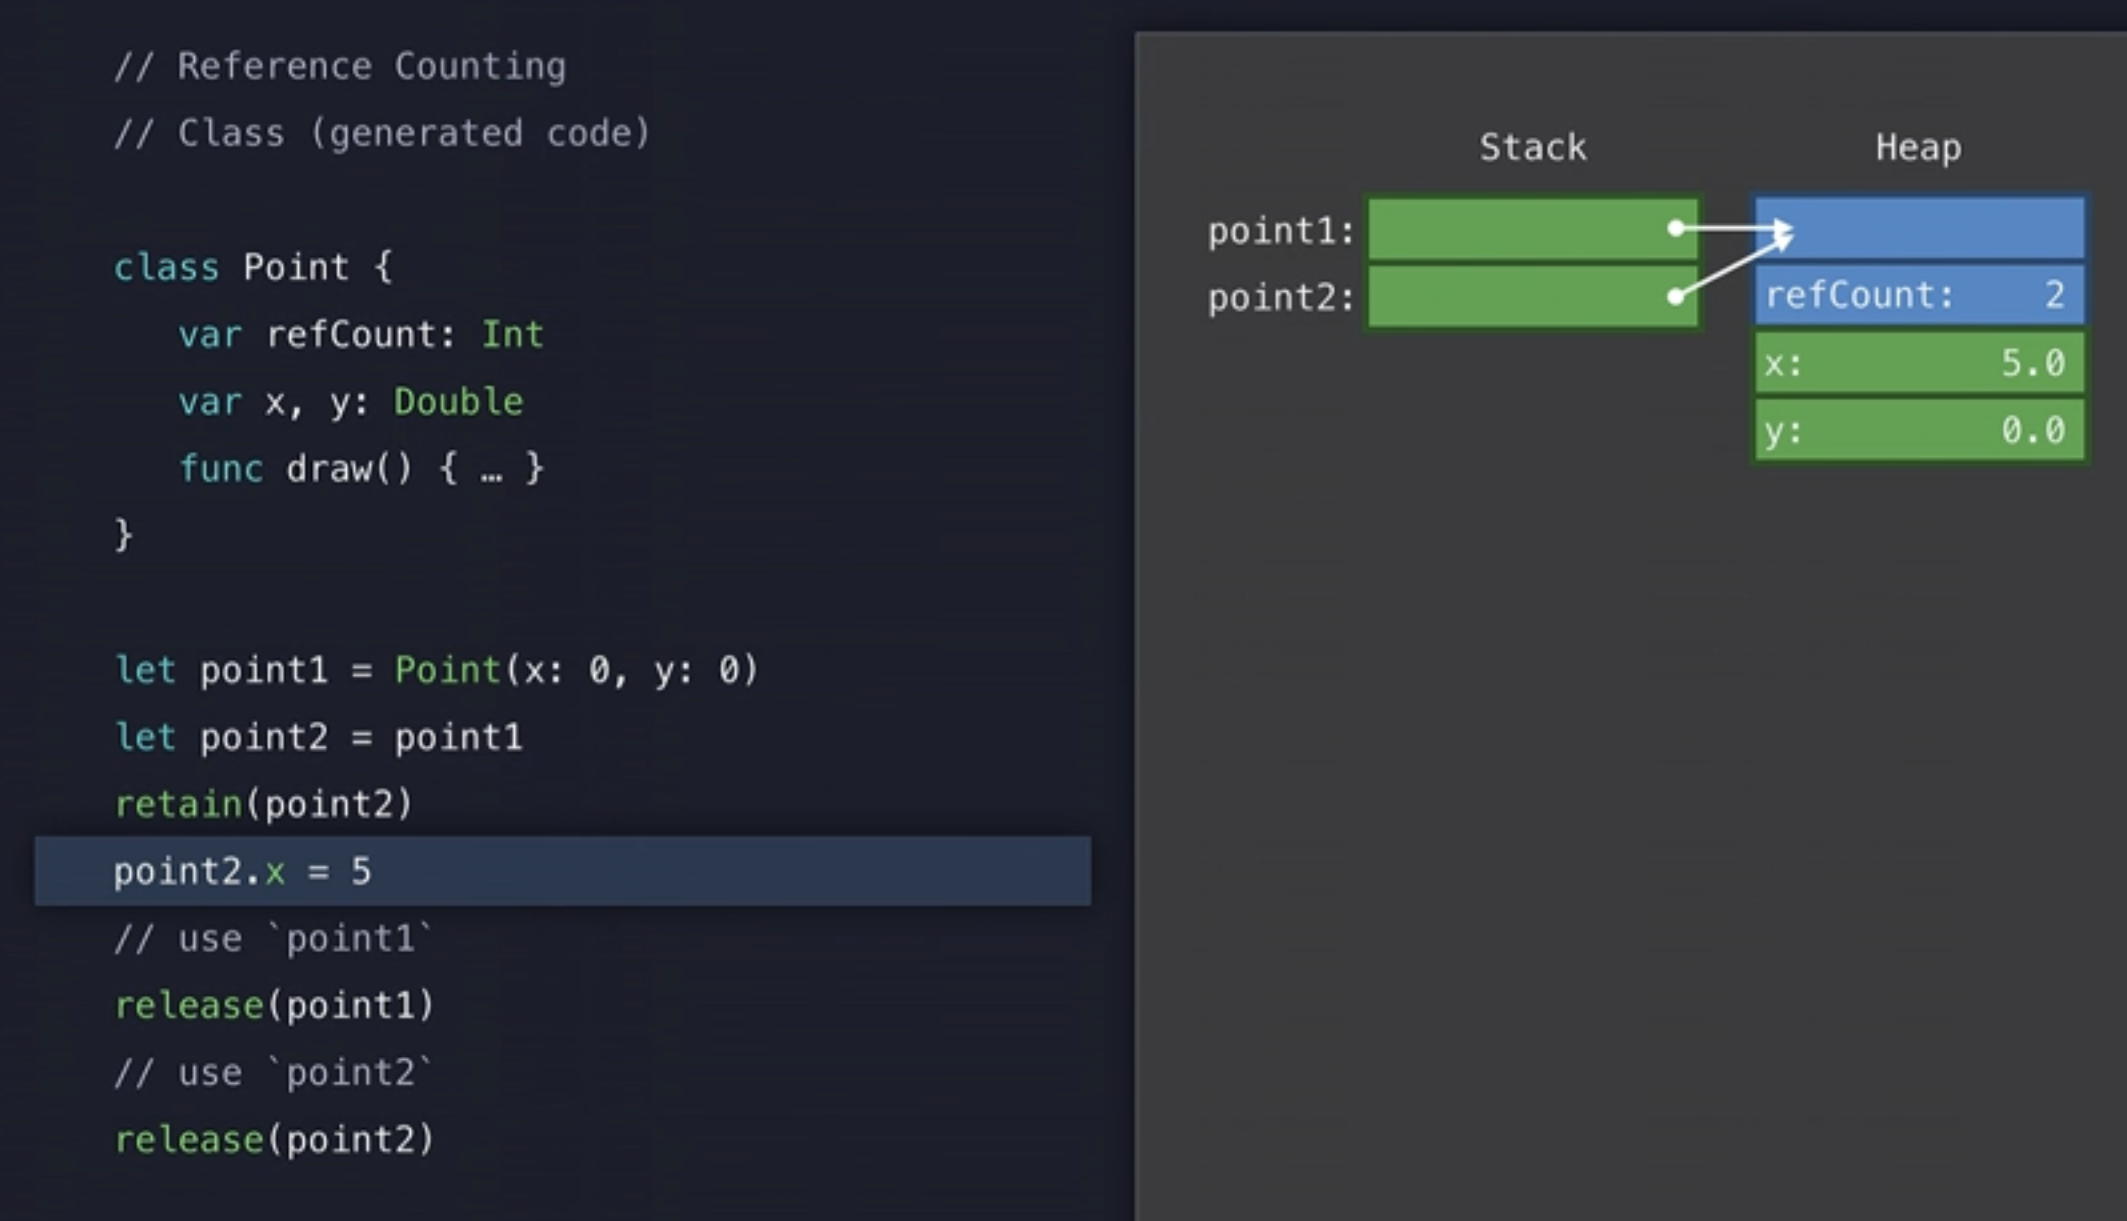 // Reference Counting
// Class (generated code)
class Point {
var refCount: Int
var x, y: Double
func draw() { … }
}
let point1 = Point(x: 0, y: 0)
let point2 = point1
retain(point2)
point2.x = 5
// use `point1`
release(point1)
// use `point2`
release(point2)
Stack Heap
point1:
point2:
refCount: 2
x: 5.0
y: 0.0